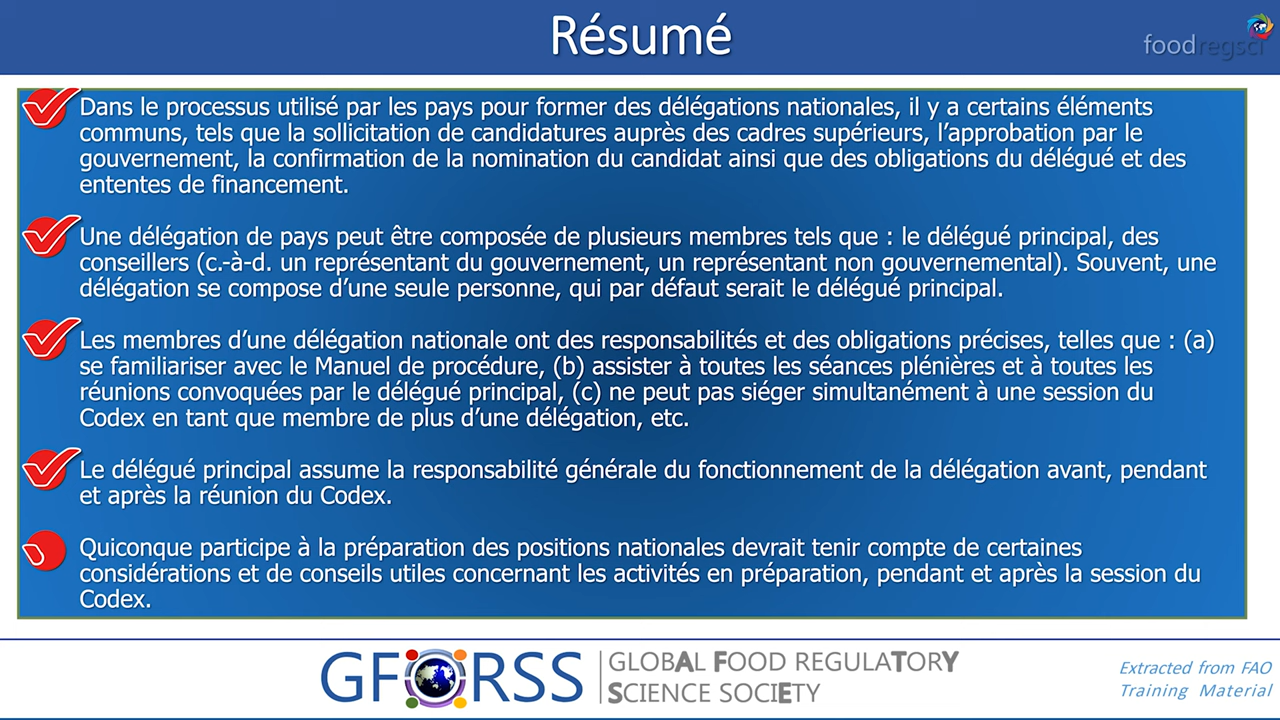 Résumé
foodregsci
Dans le processus utilisé par les pays pour former des délégations nationales, il y a certains éléments
communs, tels que la sollicitation de candidatures auprès des cadres supérieurs, l’approbation par le
gouvernement, la confirmation de la nomination du candidat ainsi que des obligations du délégué et des
ententes de financement.
Une délégation de pays peut être composée de plusieurs membres tels que : le délégué principal, des
conseillers (c.-à-d. un représentant du gouvernement, un représentant non gouvernemental). Souvent, une
délégation se compose d’une seule personne, qui par défaut serait le délégué principal.
Les membres d’une délégation nationale ont des responsabilités et des obligations précises, telles que : (a)
se familiariser avec le Manuel de procédure, (b) assister à toutes les séances plénières et à toutes les
réunions convoquées par le délégué principal, (c) ne peut pas siéger simultanément à une session du
Codex en tant que membre de plus d’une délégation, etc.
Le délégué principal assume la responsabilité générale du fonctionnement de la délégation avant, pendant
et après la réunion du Codex.
Quiconque participe à la préparation des positions nationales devrait tenir compte de certaines
considérations et de conseils utiles concernant les activités en préparation, pendant et après la session du
Codex.
GFORSS
GLOBAL FOOD REGULATORY
SCIENCE SOCIETY
Extracted from FAO
Training Material